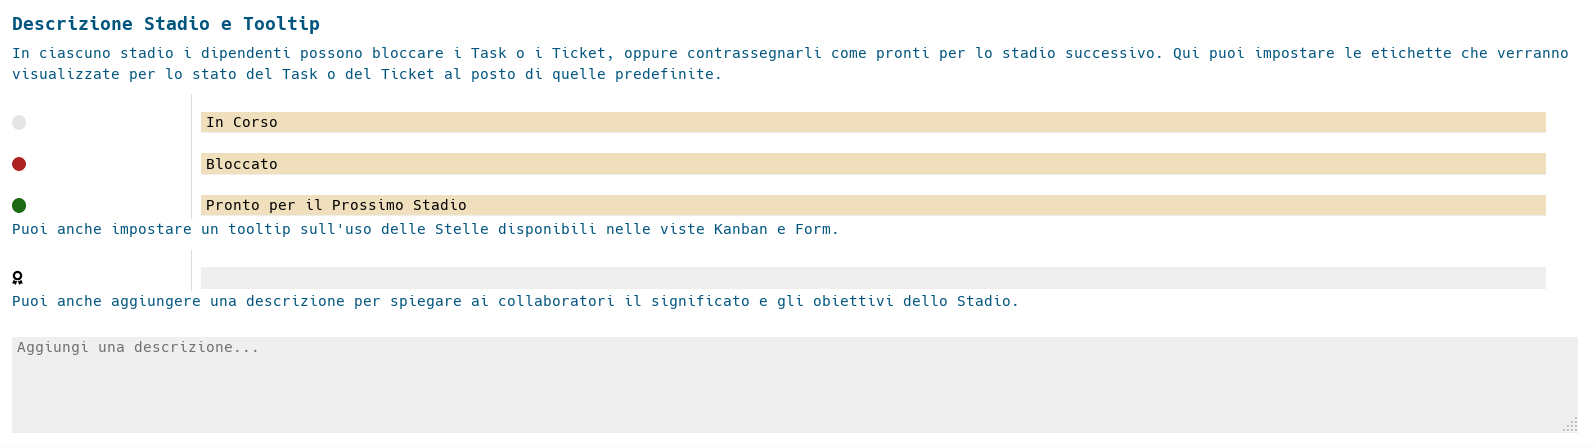 Descrizione Stadio e Tooltip
In ciascuno stadio i dipendenti possono bloccare i Task o i Ticket, oppure contrassegnarli come pronti per lo stadio successivo. Qui puoi impostare le etichette che verranno
visualizzate per lo stato del Task o del Ticket al posto di quelle predefinite.
In Corso
Bloccato
Pronto per il Prossimo Stadio
Puoi anche impostare un tooltip sull'uso delle Stelle disponibili nelle viste Kanban e Form.
Puoi anche aggiungere una descrizione per spiegare ai collaboratori il significato e gli obiettivi dello Stadio.
Aggiungi una descrizione...